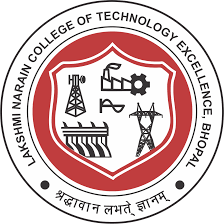 LAKSHMI NARAIN COLLEGE OF TECHNOLOGY EXCELLENCE, BHOPAL
• श्रद्धावान लभते ज्ञानम् •